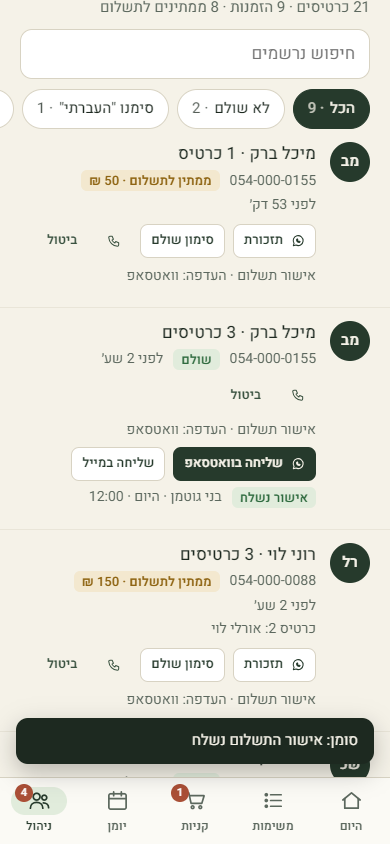 21 כרטיסים · 9 הזמנות · 8 ממתינים לתשלום
חיפוש נרשמים
הכל · 9
לא שולם · 2
סימנו "העברתי" · 1
מב
מיכל ברק · 1 כרטיס
054-000-0155
ממתין לתשלום · 50 ₪
לפני 53 דק׳
תזכורת
סימון שולם
ביטול
אישור תשלום · העדפה: וואטסאפ
מב
מיכל ברק · 3 כרטיסים
054-000-0155
שולם
לפני 2 שע׳
ביטול
אישור תשלום · העדפה: וואטסאפ
שליחה בוואטסאפ
שליחה במייל
אישור נשלח
בני גוטמן · היום · 12:00
רל
רוני לוי · 3 כרטיסים
054-000-0088
ממתין לתשלום · 150 ₪
לפני 2 שע׳
כרטיס 2: אורלי לוי
תזכורת
סימון שולם
ביטול
אישור תשלום · העדפה: וואטסאפ
סומן: אישור התשלום נשלח
היום
משימות
1
קניות
יומן
4
ניהול